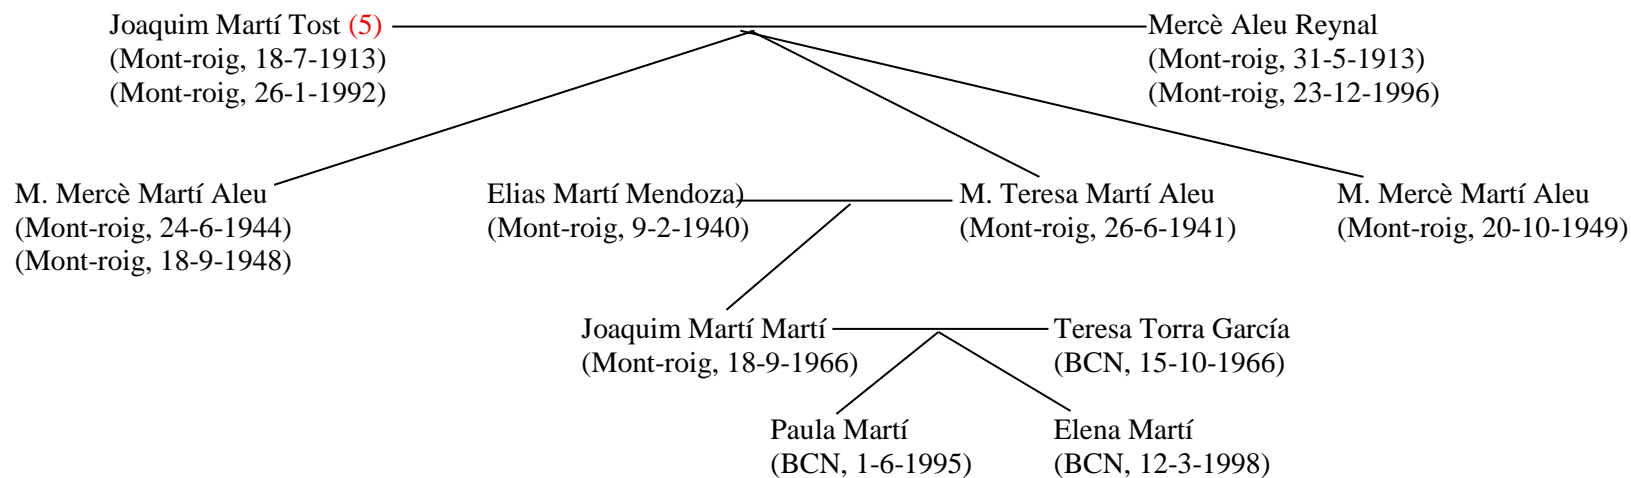 Joaquim Martí Tost (5)
(Mont-roig, 18-7-1913)
(Mont-roig, 26-1-1992)
Mercè Aleu Reynal
(Mont-roig, 31-5-1913)
(Mont-roig, 23-12-1996)
M. Mercè Martí Aleu
(Mont-roig, 24-6-1944)
(Mont-roig, 18-9-1948)
Elias Martí Mendoza)
(Mont-roig, 9-2-1940)
M. Teresa Martí Aleu
(Mont-roig, 26-6-1941)
M. Mercè Martí Aleu
(Mont-roig, 20-10-1949)
Joaquim Martí Martí
(Mont-roig, 18-9-1966)
Teresa Torra García
(BCN, 15-10-1966)
Paula Martí
(BCN, 1-6-1995)
Elena Martí
(BCN, 12-3-1998)